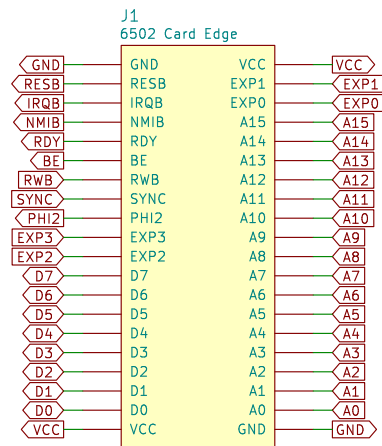 J1
6502 Card Edge
GND GND VCC VCC
RESB RESB EXP1 EXP1
IRQB IRQB EXP0 EXP0
NMIB NMIB A15 A15
RDY RDY A14 A14
BE BE A13 A13
RWB RWB A12 A12
SYNC SYNC A11 A11
PHI2 PHI2 A10 A10
EXP3 EXP3 A9 A9
EXP2 EXP2 A8 A8
D7 D7 A7 A7
D6 D6 A6 A6
D5 D5 A5 A5
D4 D4 A4 A4
D3 D3 A3 A3
D2 D2 A2 A2
D1 D1 A1 A1
D0 D0 A0 A0
VCC VCC GND GND